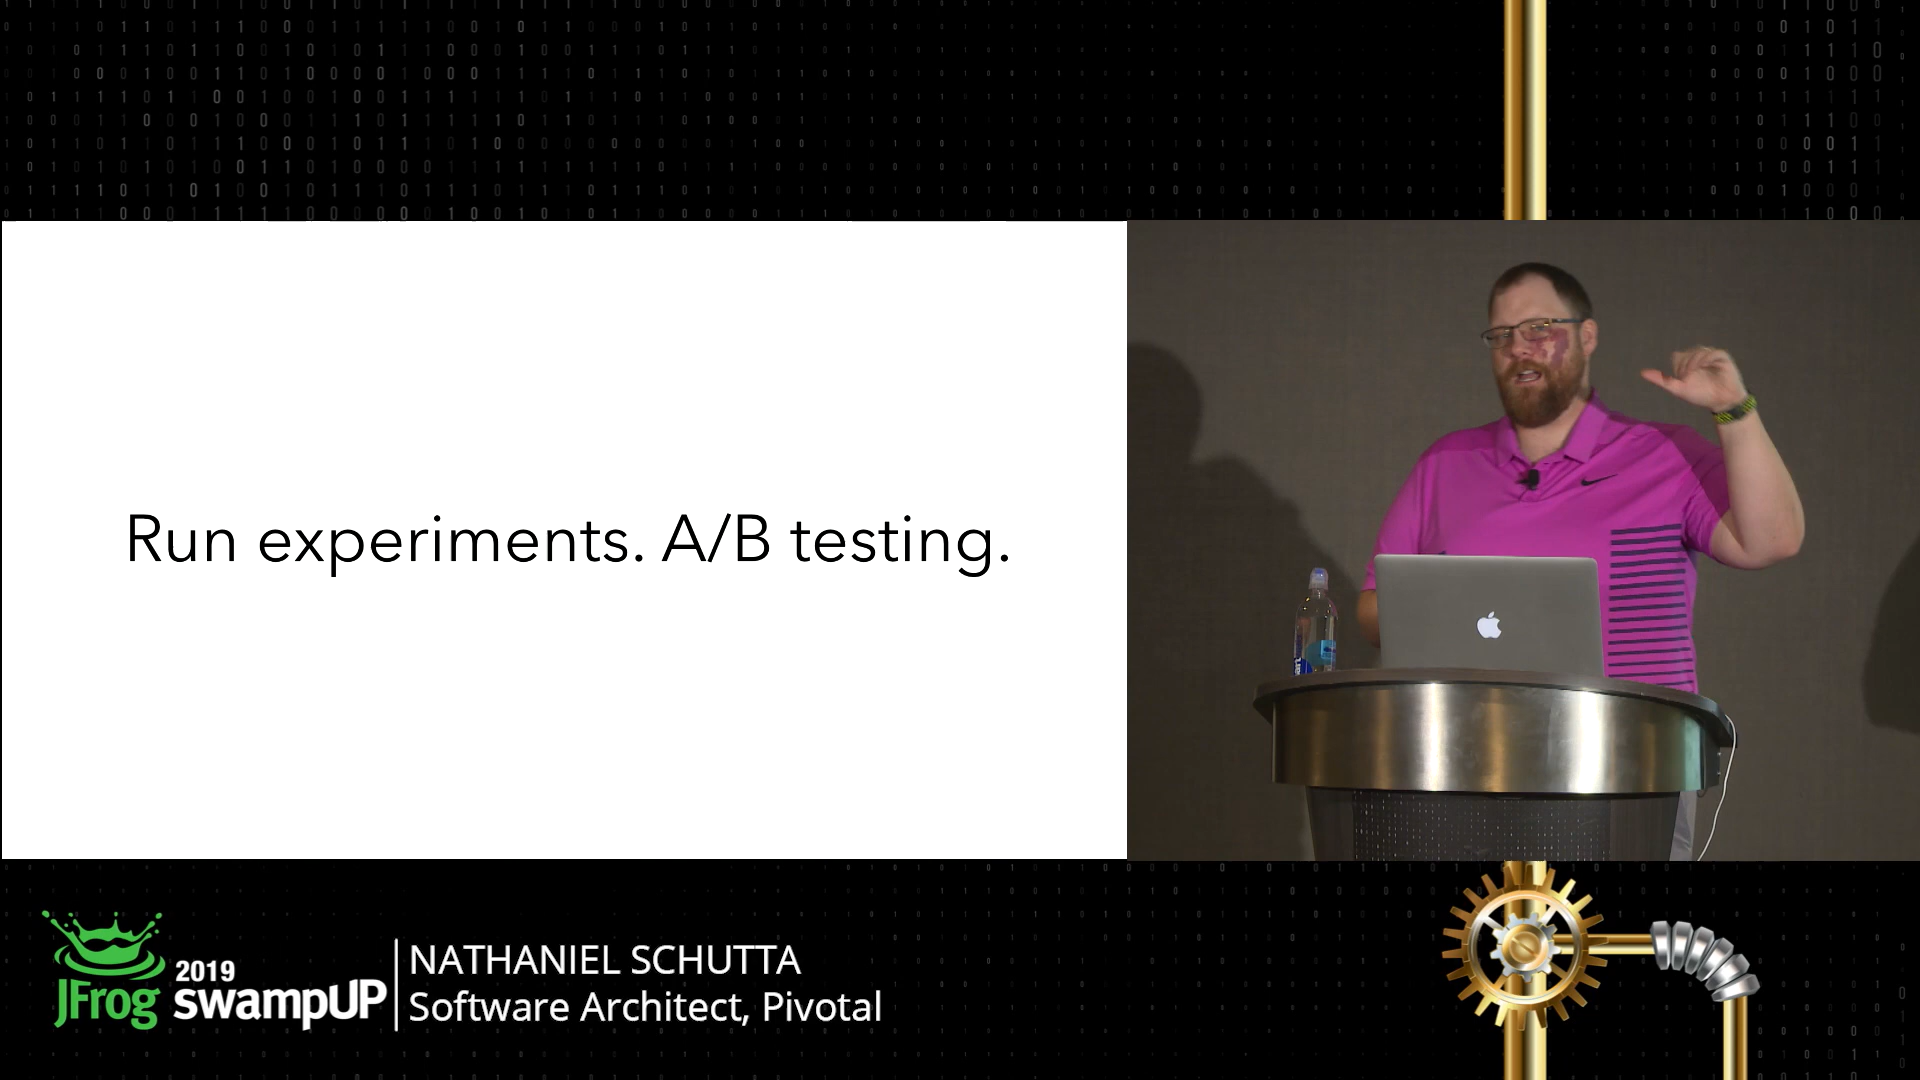 Run experiments. A/B testing.
JFrog
2019
swampUP
NATHANIEL SCHUTTA
Software Architect, Pivotal